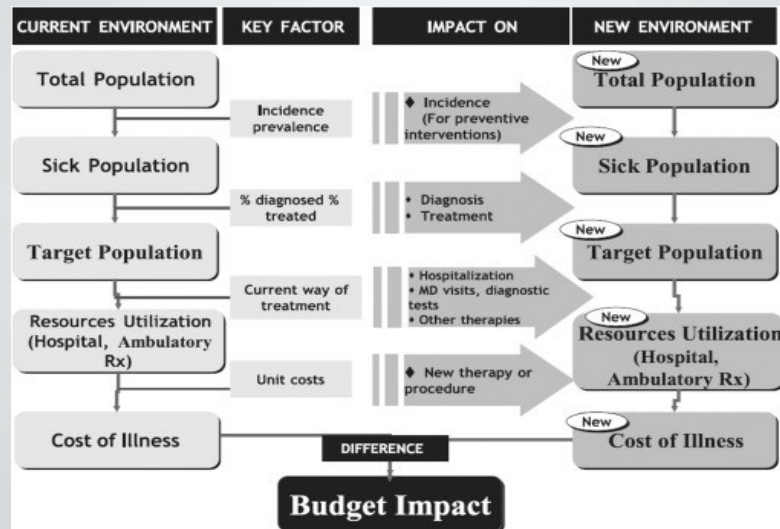 CURRENT ENVIRONMENT
KEY FACTOR
IMPACT ON
NEW ENVIRONMENT
Total Population
Incidence
prevalence
♦ Incidence
(For preventive
interventions)
New
Total Population
Sick Population
% diagnosed %
treated
• Diagnosis
• Treatment
New
Sick Population
Target Population
Current way of
treatment
• Hospitalization
• MD visits, diagnostic
tests
• Other therapies
New
Target Population
Resources Utilization
(Hospital, Ambulatory
Rx)
Unit costs
♦ New therapy or
procedure
New
Resources Utilization
(Hospital,
Ambulatory Rx)
Cost of Illness
DIFFERENCE
New
Cost of Illness
Budget Impact